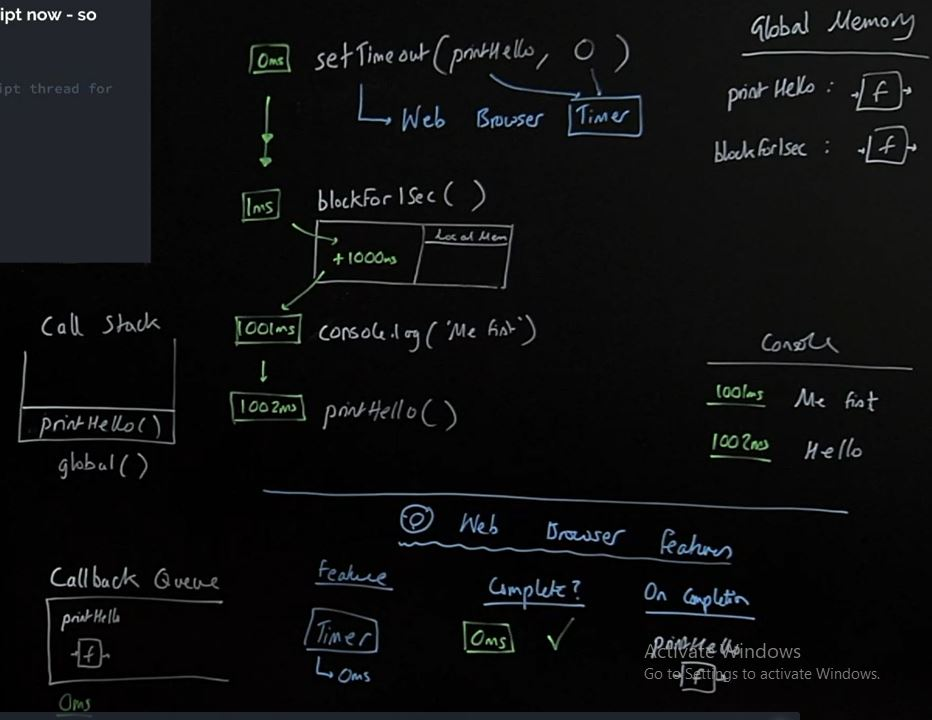 ipt now - so
ipt thread for
Global Memory
printHello : f
blockfor1sec : f
0ms setTimeout(printHello, 0)
Web Browser Timer
1ms blockFor1Sec ( )
Local Mem
+1000ms
1001ms console.log('Me first')
1002ms printHello()
Call Stack
printHello()
global()
Console
1001ms Me first
1002ms Hello
Web Browser Features
Feature Complete? On Completion
Timer 0ms ✓ printHello
0ms f
Callback Queue
printHello
f
0ms
Activate Windows
Go to Settings to activate Windows.